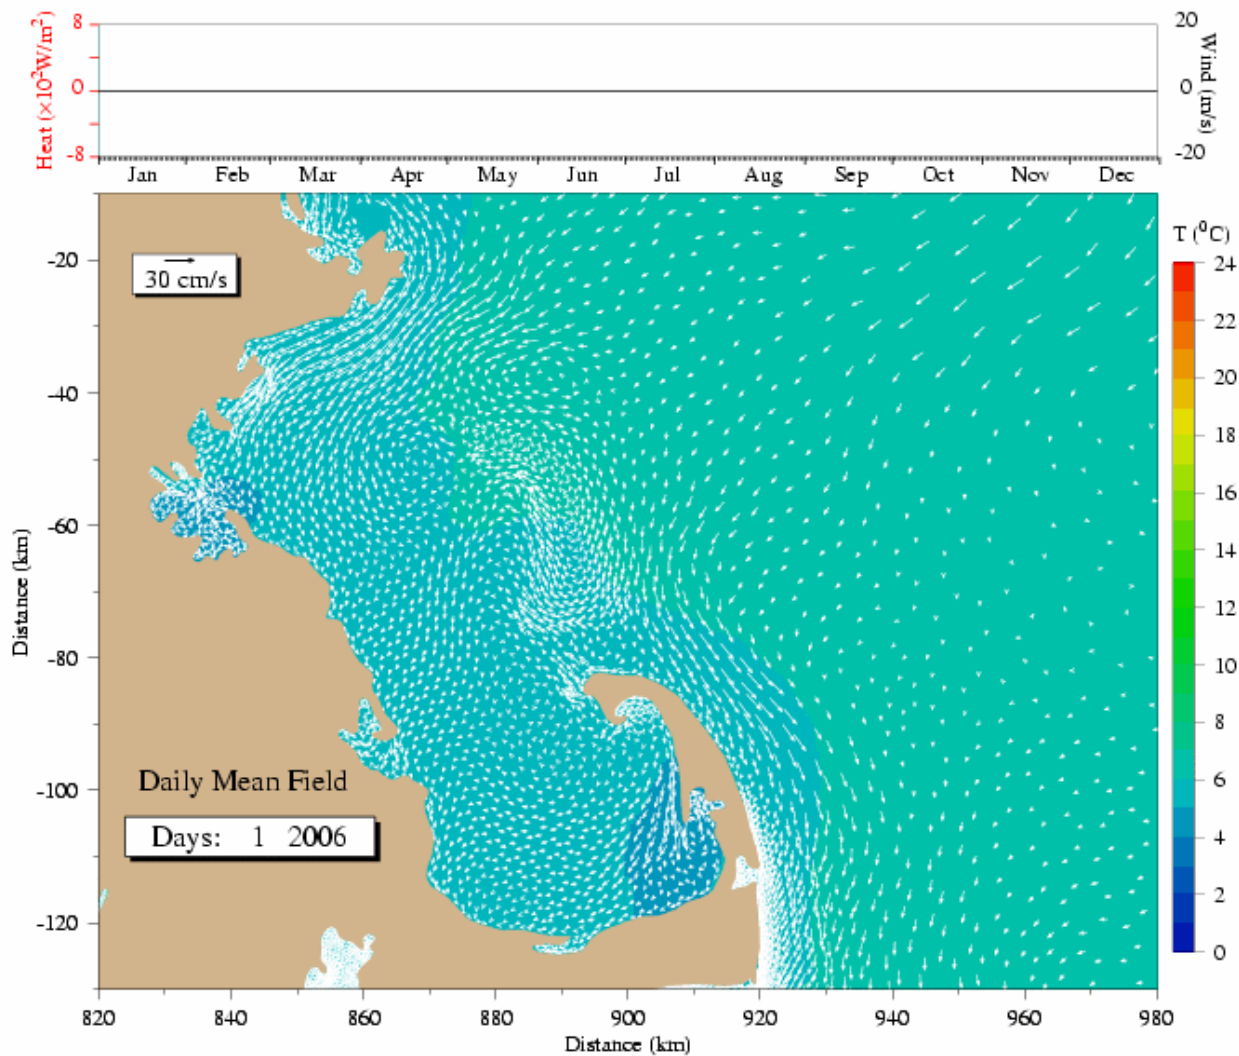 8
0
-8
Heat (×10²W/m²)
20
0
-20
Wind (m/s)
Jan Feb Mar Apr May Jun Jul Aug Sep Oct Nov Dec
-20
-40
-60
-80
-100
-120
Distance (km)
30 cm/s
Daily Mean Field
Days: 1 2006
T (⁰C)
24
22
20
18
16
14
12
10
8
6
4
2
0
820 840 860 880 900 920 940 960 980
Distance (km)